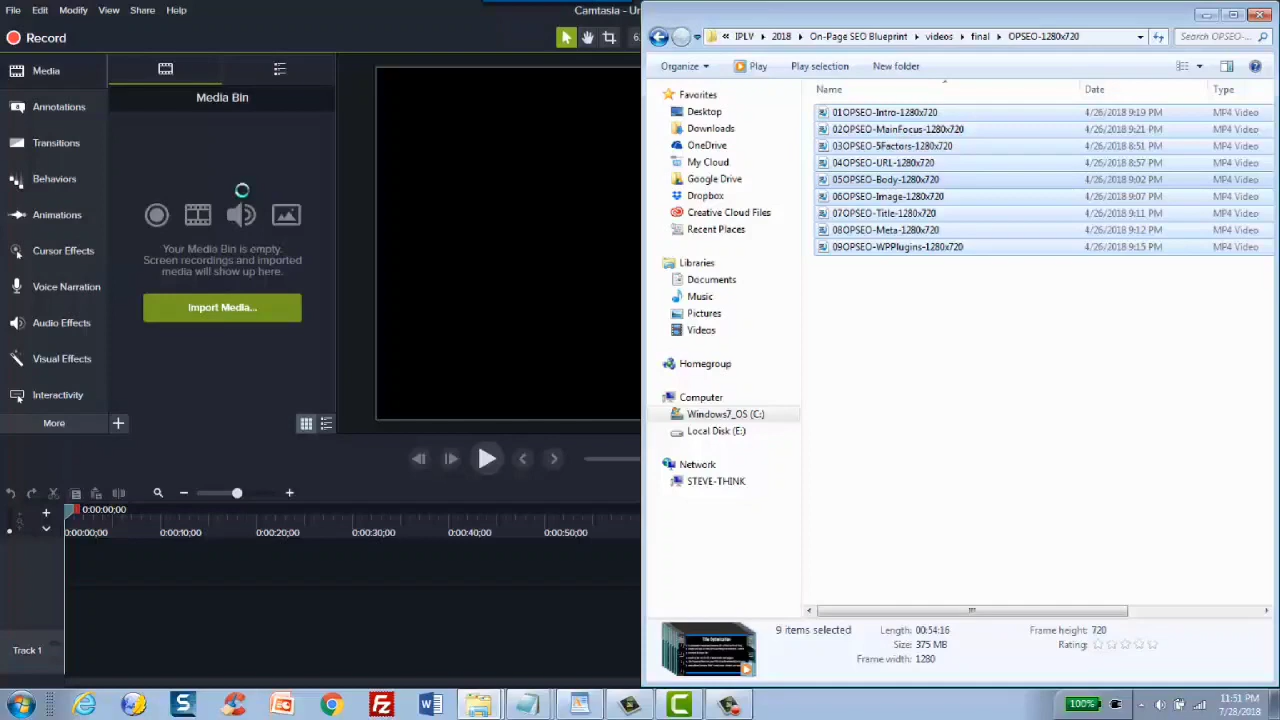 File Edit Modify View Share Help
Camtasia - Un
Record
Media
Annotations
Transitions
Behaviors
Animations
Cursor Effects
Voice Narration
Audio Effects
Visual Effects
Interactivity
More
Media Bin
Your Media Bin is empty.
Screen recordings and imported
media will show up here.
Import Media...
0:00:00;00
0:00:00;00 0:00:10;00 0:00:20;00 0:00:30;00 0:00:40;00 0:00:50;00
IPLV 2018 On-Page SEO Blueprint videos final OPSEO-1280x720
Search OPSEO-...
Organize Play Play selection New folder
Name Date Type
Favorites
Desktop
Downloads
OneDrive
My Cloud
Google Drive
Dropbox
Creative Cloud Files
Recent Places
Libraries
Documents
Music
Pictures
Videos
Homegroup
Computer
Windows7_OS (C:)
Local Disk (E:)
Network
STEVE-THINK
01OPSEO-Intro-1280x720 4/26/2018 9:19 PM MP4 Video
02OPSEO-MainFocus-1280x720 4/26/2018 9:21 PM MP4 Video
03OPSEO-5Factors-1280x720 4/26/2018 8:51 PM MP4 Video
04OPSEO-URL-1280x720 4/26/2018 8:57 PM MP4 Video
05OPSEO-Body-1280x720 4/26/2018 9:02 PM MP4 Video
06OPSEO-Image-1280x720 4/26/2018 9:07 PM MP4 Video
07OPSEO-Title-1280x720 4/26/2018 9:11 PM MP4 Video
08OPSEO-Meta-1280x720 4/26/2018 9:12 PM MP4 Video
09OPSEO-WPPlugins-1280x720 4/26/2018 9:15 PM MP4 Video
9 items selected
Length: 00:54:16
Size: 375 MB
Frame width: 1280
Frame height: 720
Rating:
Title Optimization
100%
11:51 PM
7/28/2018